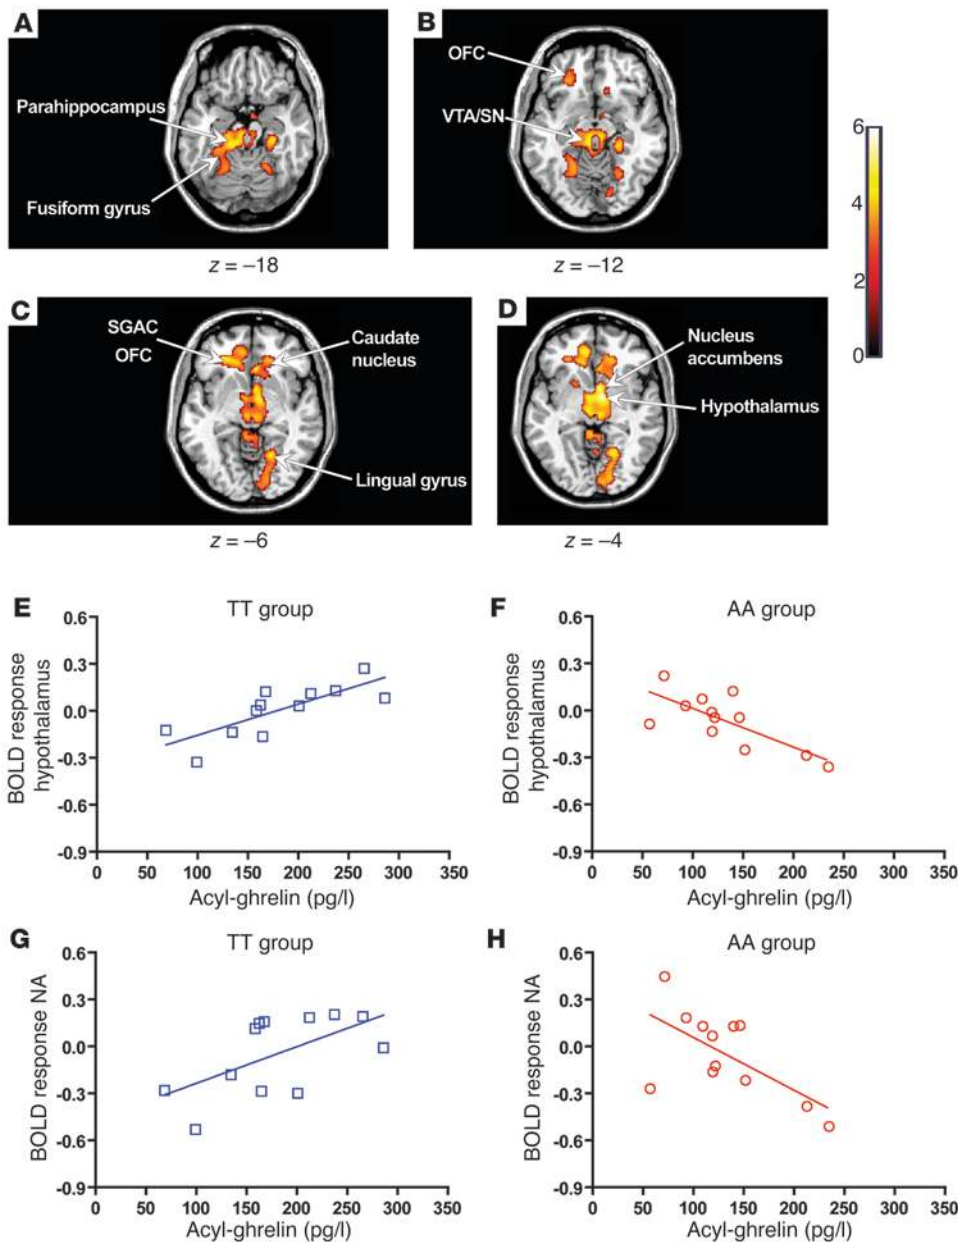 A
Parahippocampus
Fusiform gyrus
z = –18
B
OFC
VTA/SN
z = –12
6
4
2
0
C
SGAC
OFC
Caudate
nucleus
Lingual gyrus
z = –6
D
Nucleus
accumbens
Hypothalamus
z = –4
E
TT group
BOLD response
hypothalamus
0.6
0.3
0.0
-0.3
-0.6
-0.9
0 50 100 150 200 250 300 350
Acyl-ghrelin (pg/l)
F
AA group
BOLD response
hypothalamus
0.6
0.3
0.0
-0.3
-0.6
-0.9
0 50 100 150 200 250 300 350
Acyl-ghrelin (pg/l)
G
TT group
BOLD response NA
0.6
0.3
0.0
-0.3
-0.6
-0.9
0 50 100 150 200 250 300 350
Acyl-ghrelin (pg/l)
H
AA group
BOLD response NA
0.6
0.3
0.0
-0.3
-0.6
-0.9
0 50 100 150 200 250 300 350
Acyl-ghrelin (pg/l)